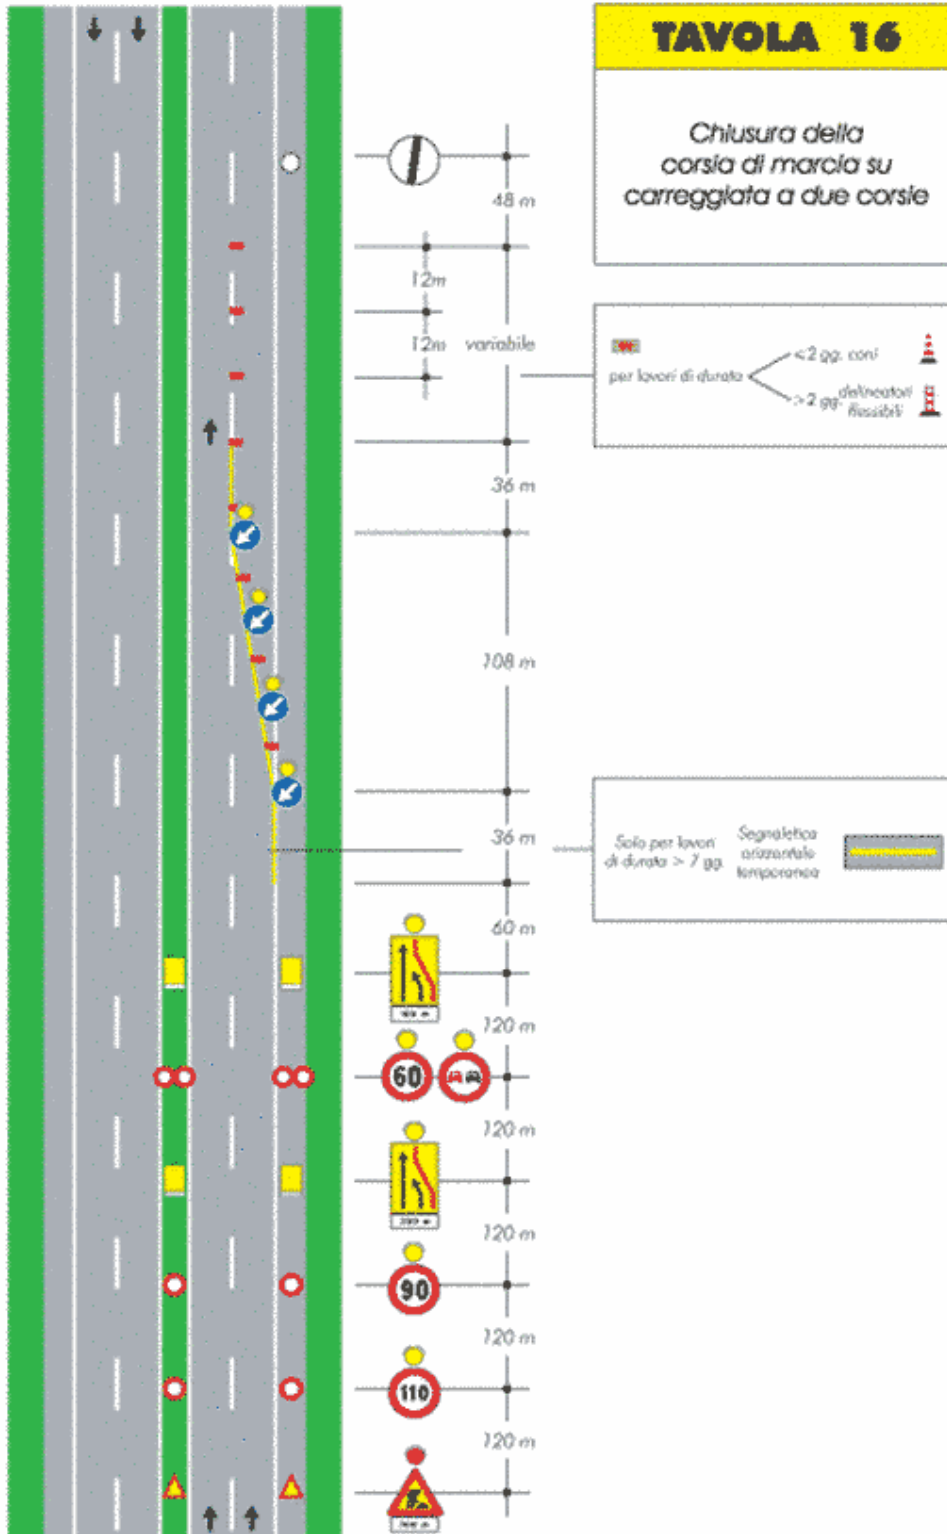 TAVOLA 16
Chiusura della
corsia di marcia su
carreggiata a due corsie
48 m
12m
12m
variabile
<2 gg. coni
per lavori di durata
>2 gg. delineatori
flessibili
36 m
108 m
36 m
Solo per lavori
di durata > 7 gg.
Segnaletica
orizzontale
temporanea
60 m
120 m
60
120 m
120 m
90
120 m
110
120 m